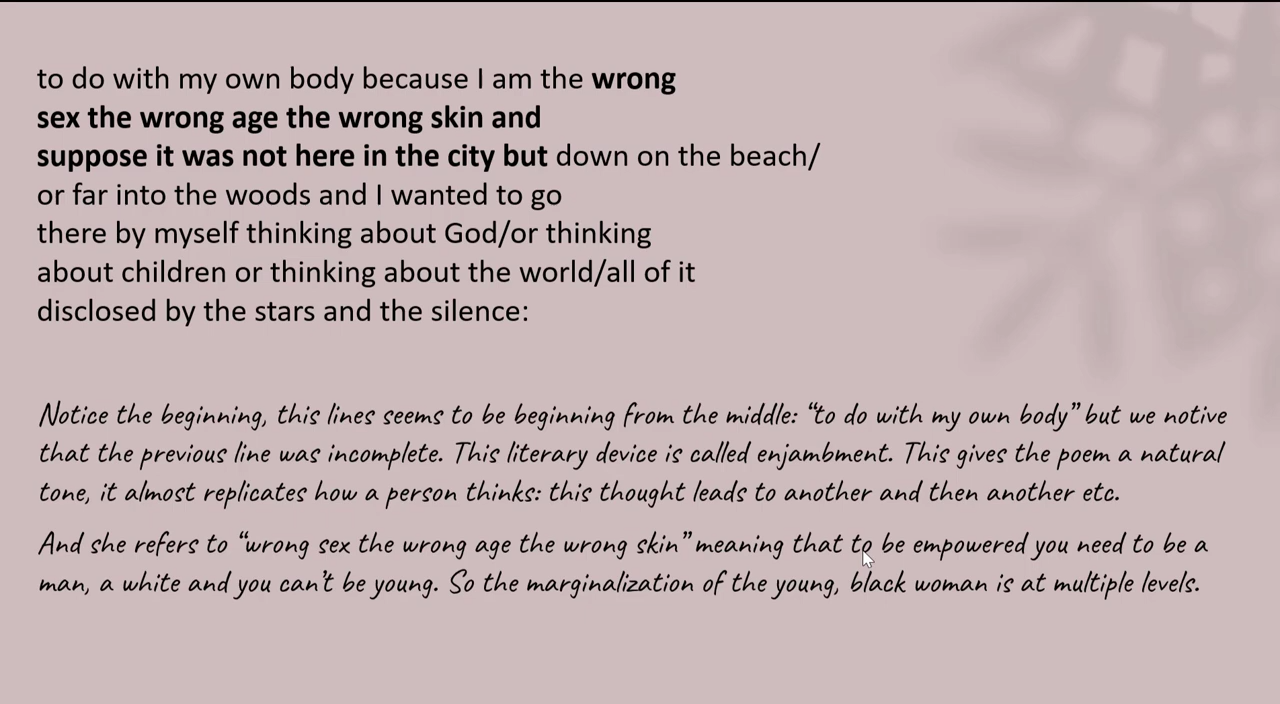 to do with my own body because I am the wrong
sex the wrong age the wrong skin and
suppose it was not here in the city but down on the beach/
or far into the woods and I wanted to go
there by myself thinking about God/or thinking
about children or thinking about the world/all of it
disclosed by the stars and the silence:
Notice the beginning, this lines seems to be beginning from the middle: “to do with my own body” but we notive
that the previous line was incomplete. This literary device is called enjambment. This gives the poem a natural
tone, it almost replicates how a person thinks: this thought leads to another and then another etc.
And she refers to “wrong sex the wrong age the wrong skin” meaning that to be empowered you need to be a
man, a white and you can’t be young. So the marginalization of the young, black woman is at multiple levels.